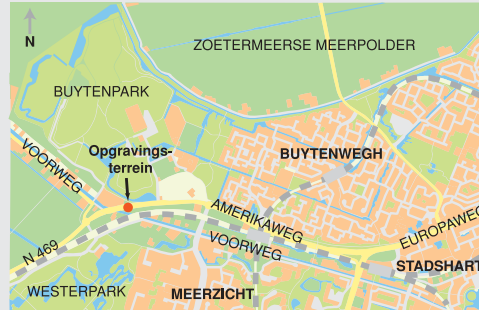 N
ZOETERMEERSE MEERPOLDER
BUYTENPARK
Opgravings-
terrein
BUYTENWEGH
VOORWEG
AMERIKAWEG
EUROPAWEG
VOORWEG
N 469
STADSHART
WESTERPARK
MEERZICHT